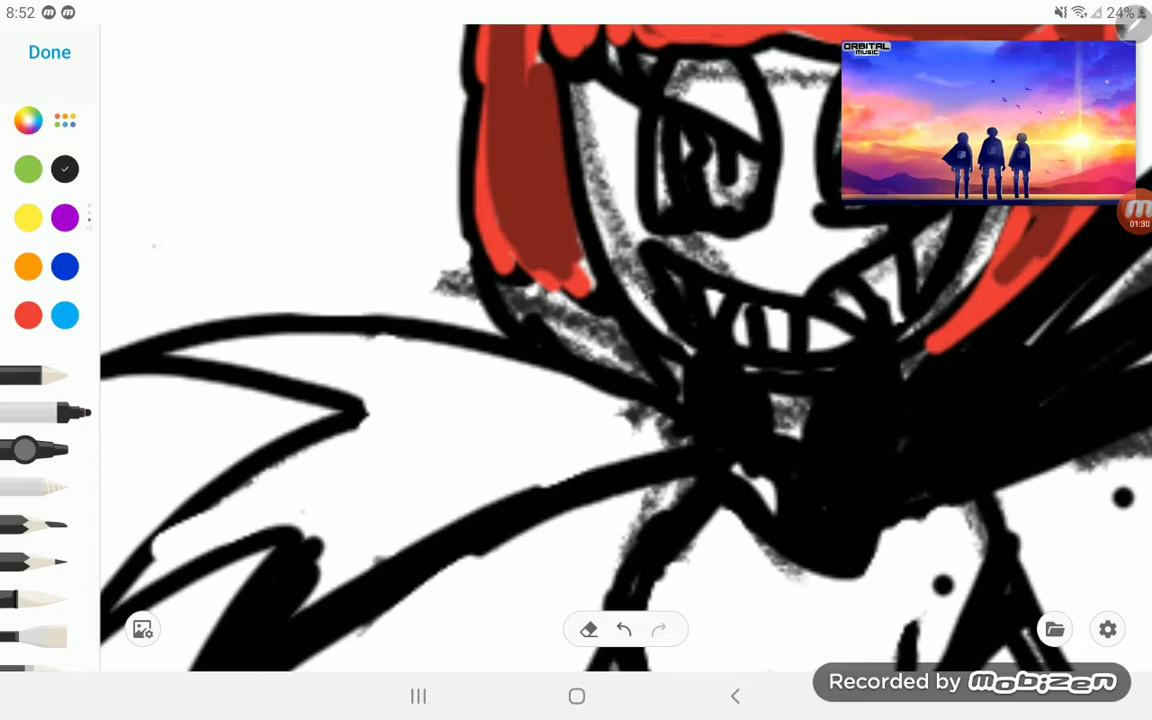 8:52
24%
Done
ORBITAL
MUSIC
01:30
Recorded by mobizen